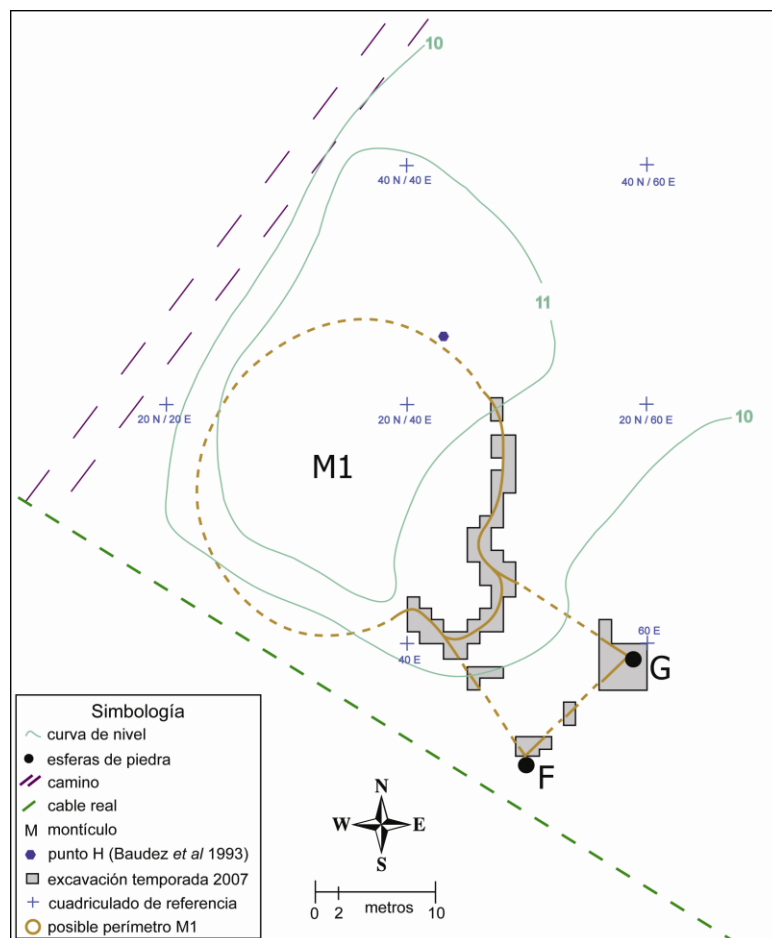 10
40 N / 40 E
40 N / 60 E
11
20 N / 20 E
20 N / 40 E
20 N / 60 E
10
M1
40 E
60 E
G
F
Simbología
curva de nivel
esferas de piedra
camino
cable real
M montículo
punto H (Baudez et al 1993)
excavación temporada 2007
cuadriculado de referencia
posible perímetro M1
N
W E
S
0 2 metros 10